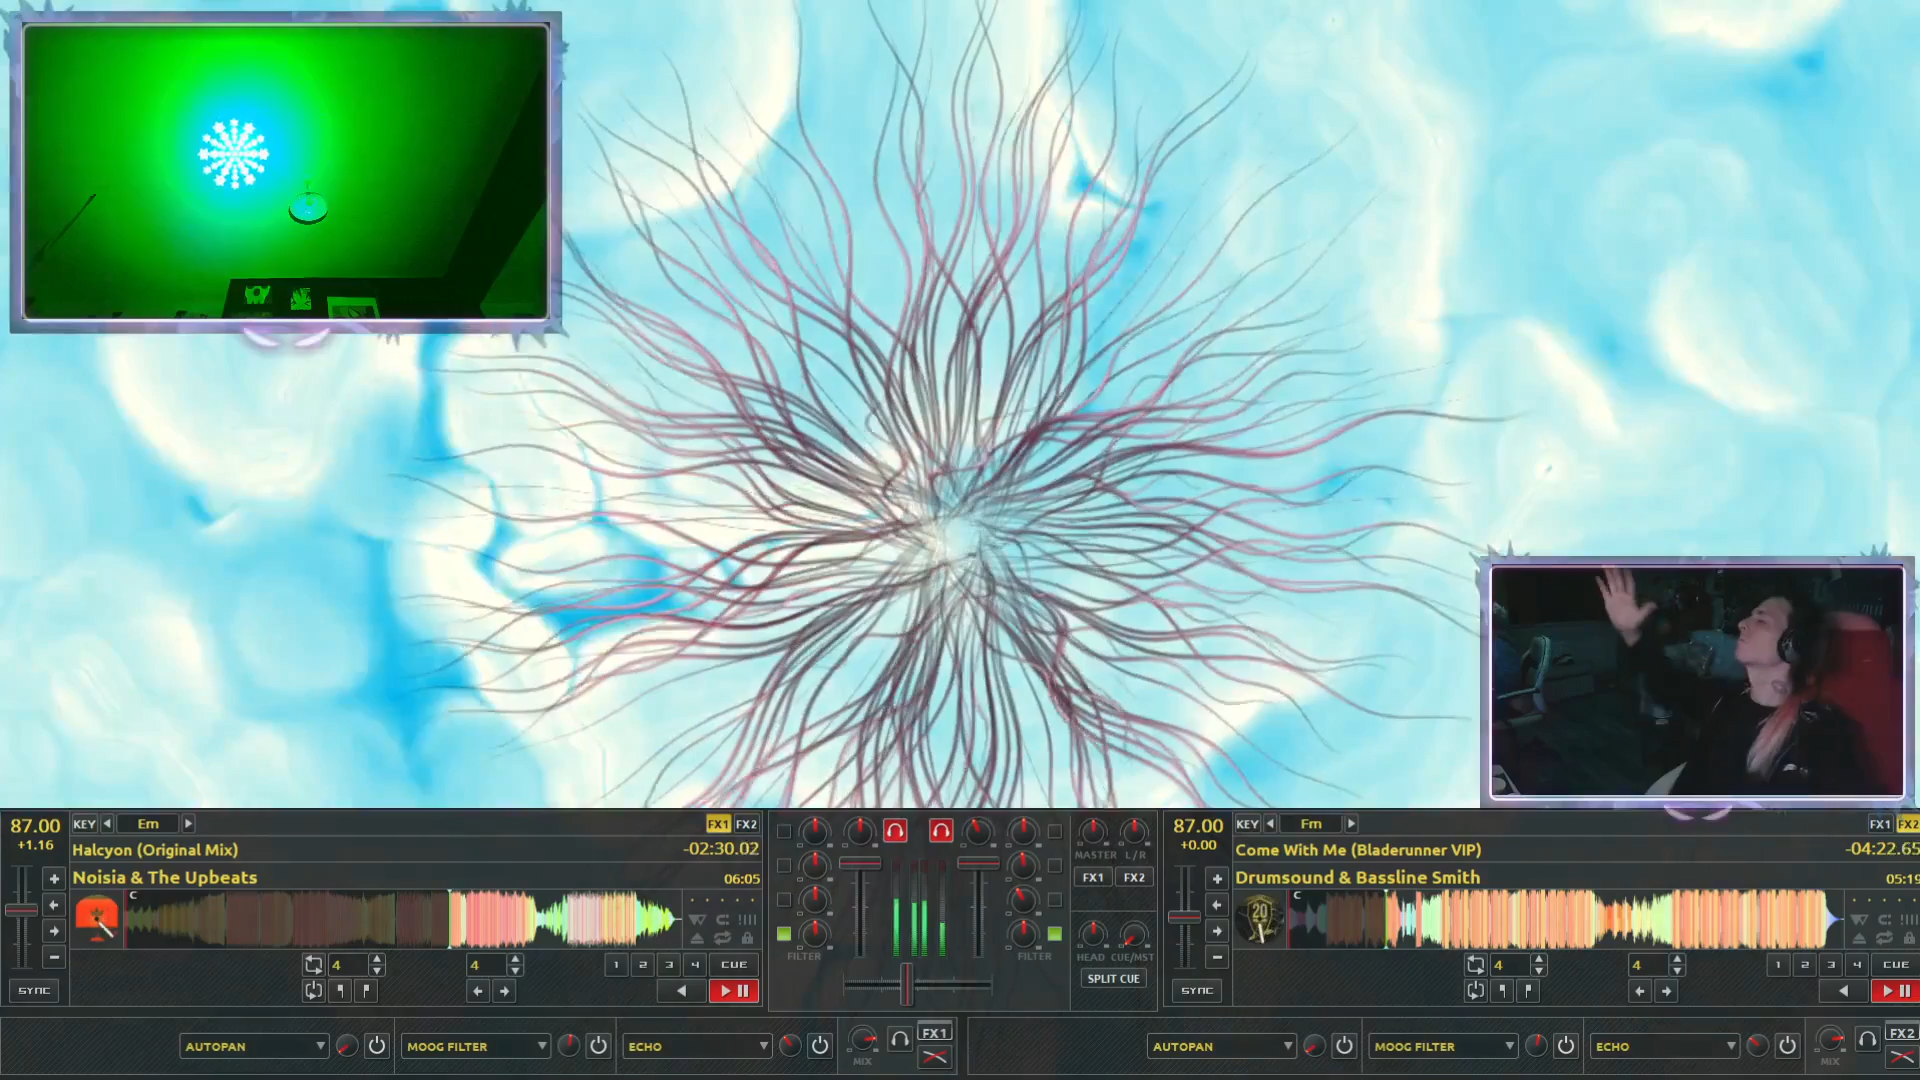 87.00
+1.16
KEY
Em
FX1 FX2
Halcyon (Original Mix)
-02:30.02
Noisia & The Upbeats
06:05
C
4
4
1 2 3 4 CUE
SYNC
FILTER
FILTER
MASTER L/R
FX1 FX2
HEAD CUE/MST
SPLIT CUE
87.00
+0.00
KEY
Fm
FX1 FX2
Come With Me (Bladerunner VIP)
-04:22.65
Drumsound & Bassline Smith
05:19
20
C
4
4
1 2 3 4 CUE
SYNC
AUTOPAN
MOOG FILTER
ECHO
MIX
FX1
AUTOPAN
MOOG FILTER
ECHO
MIX
FX2